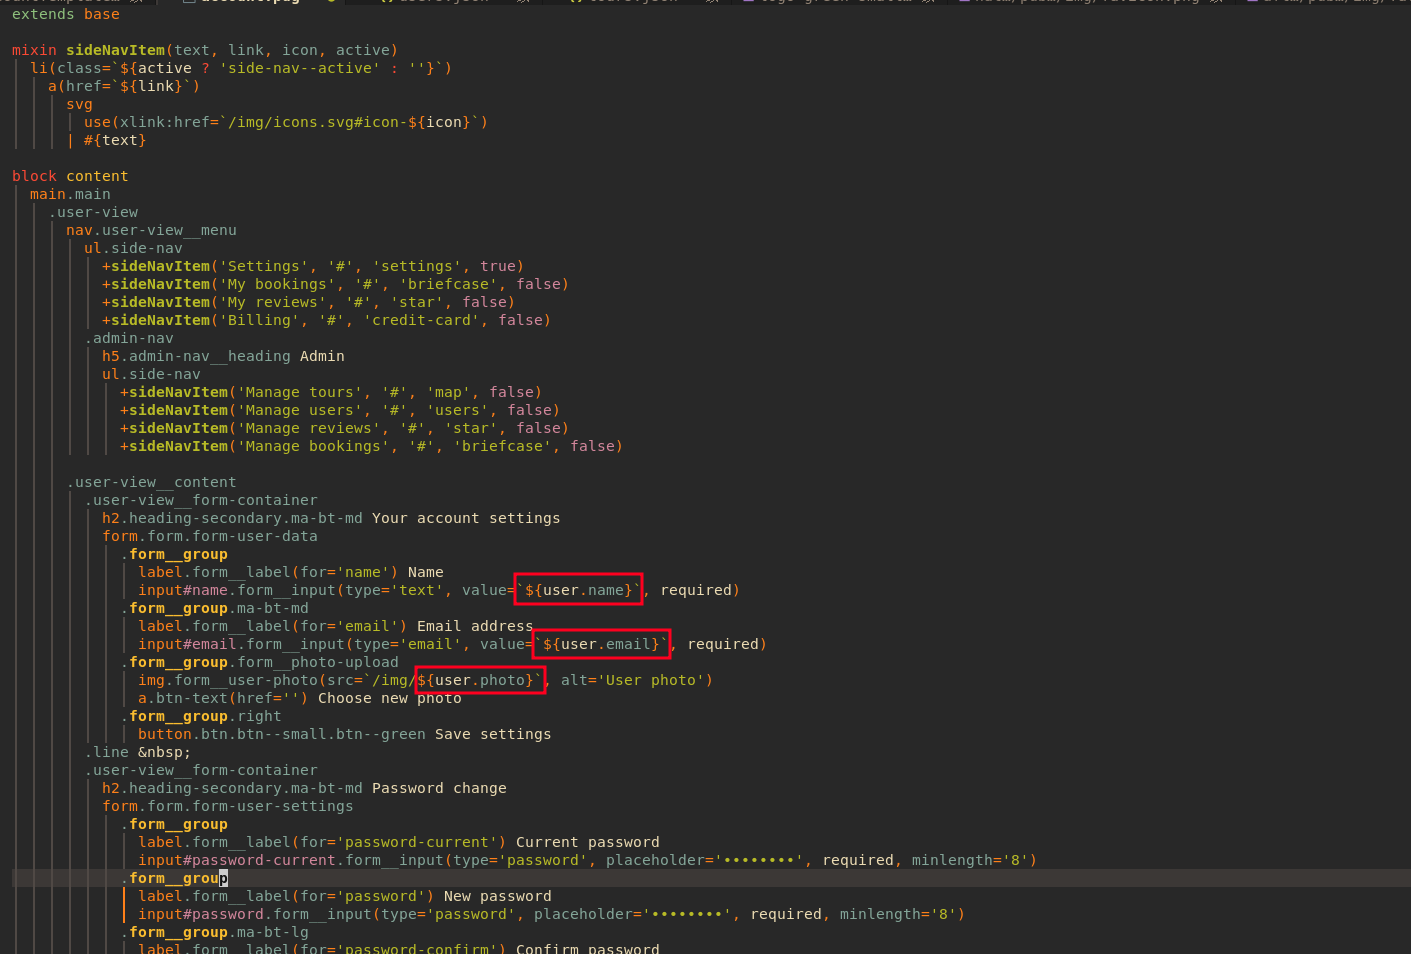 extends base
mixin sideNavItem(text, link, icon, active)
li(class=`${active ? 'side-nav--active' : ''}`)
a(href=`${link}`)
svg
use(xlink:href=`/img/icons.svg#icon-${icon}`)
| #{text}
block content
main.main
.user-view
nav.user-view__menu
ul.side-nav
+sideNavItem('Settings', '#', 'settings', true)
+sideNavItem('My bookings', '#', 'briefcase', false)
+sideNavItem('My reviews', '#', 'star', false)
+sideNavItem('Billing', '#', 'credit-card', false)
.admin-nav
h5.admin-nav__heading Admin
ul.side-nav
+sideNavItem('Manage tours', '#', 'map', false)
+sideNavItem('Manage users', '#', 'users', false)
+sideNavItem('Manage reviews', '#', 'star', false)
+sideNavItem('Manage bookings', '#', 'briefcase', false)
.user-view__content
.user-view__form-container
h2.heading-secondary.ma-bt-md Your account settings
form.form.form-user-data
.form__group
label.form__label(for='name') Name
input#name.form__input(type='text', value=`${user.name}`, required)
.form__group.ma-bt-md
label.form__label(for='email') Email address
input#email.form__input(type='email', value=`${user.email}`, required)
.form__group.form__photo-upload
img.form__user-photo(src=`/img/${user.photo}`, alt='User photo')
a.btn-text(href='') Choose new photo
.form__group.right
button.btn.btn--small.btn--green Save settings
.line &nbsp;
.user-view__form-container
h2.heading-secondary.ma-bt-md Password change
form.form.form-user-settings
.form__group
label.form__label(for='password-current') Current password
input#password-current.form__input(type='password', placeholder='••••••••', required, minlength='8')
.form__group
label.form__label(for='password') New password
input#password.form__input(type='password', placeholder='••••••••', required, minlength='8')
.form__group.ma-bt-lg
label.form__label(for='password-confirm') Confirm password